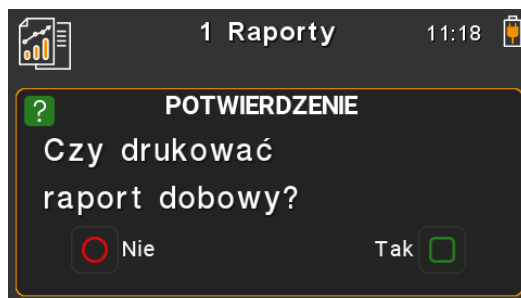 1 Raporty 11:18
?
POTWIERDZENIE
Czy drukować
raport dobowy?
Nie Tak